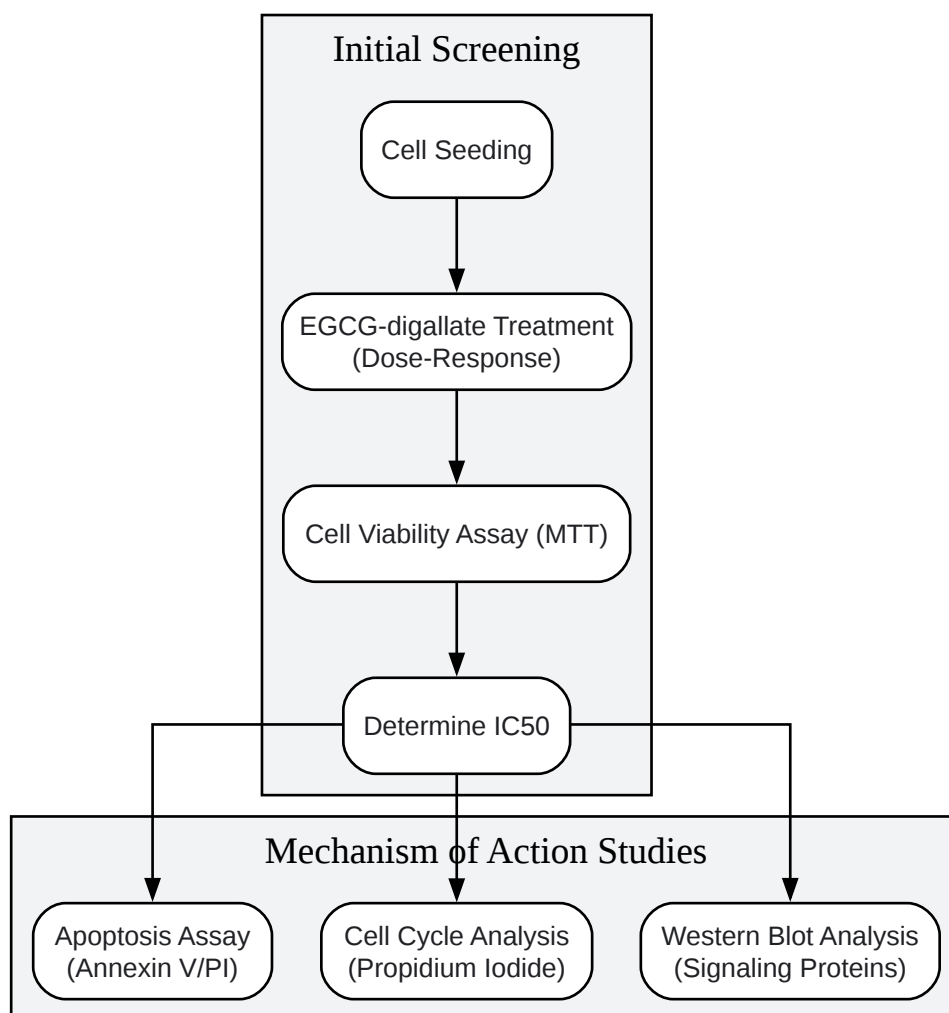 Initial Screening
Cell Seeding
EGCG-digallate Treatment
(Dose-Response)
Cell Viability Assay (MTT)
Determine IC50
Mechanism of Action Studies
Apoptosis Assay
(Annexin V/PI)
Cell Cycle Analysis
(Propidium Iodide)
Western Blot Analysis
(Signaling Proteins)